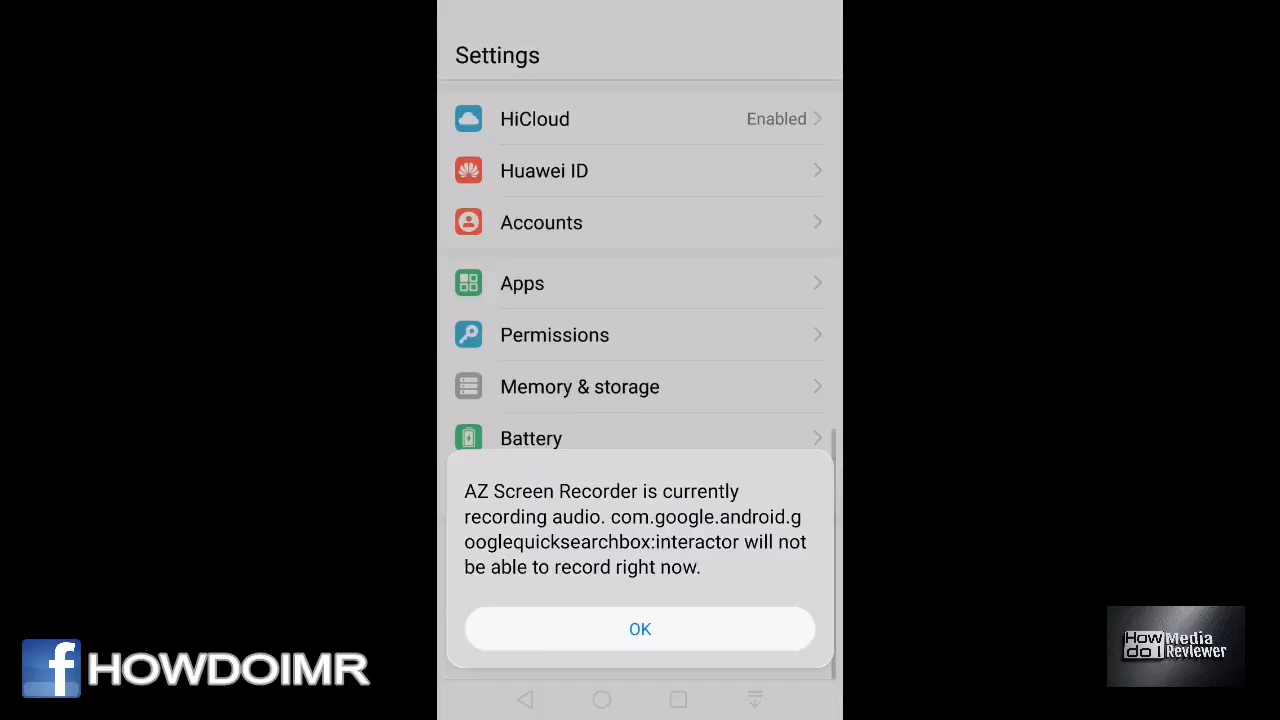 Settings
HiCloud
Enabled
Huawei ID
Accounts
Apps
Permissions
Memory & storage
Battery
AZ Screen Recorder is currently
recording audio. com.google.android.g
ooglequicksearchbox:interactor will not
be able to record right now.
OK
f HOWDOIMR
How Media
do I Reviewer